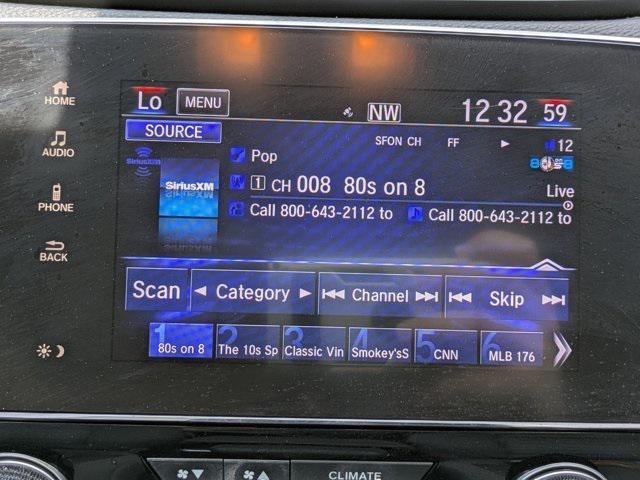 HOME
AUDIO
PHONE
BACK
Lo MENU NW 12 32 59
SOURCE SFON CH FF 12
SiriusXM Pop
SiriusXM 1 CH 008 80s on 8 Live
Call 800-643-2112 to Call 800-643-2112 to
Scan Category Channel Skip
1 80s on 8 2 The 10s Sp 3 Classic Vin 4 Smokey'sS 5 CNN 6 MLB 176
CLIMATE